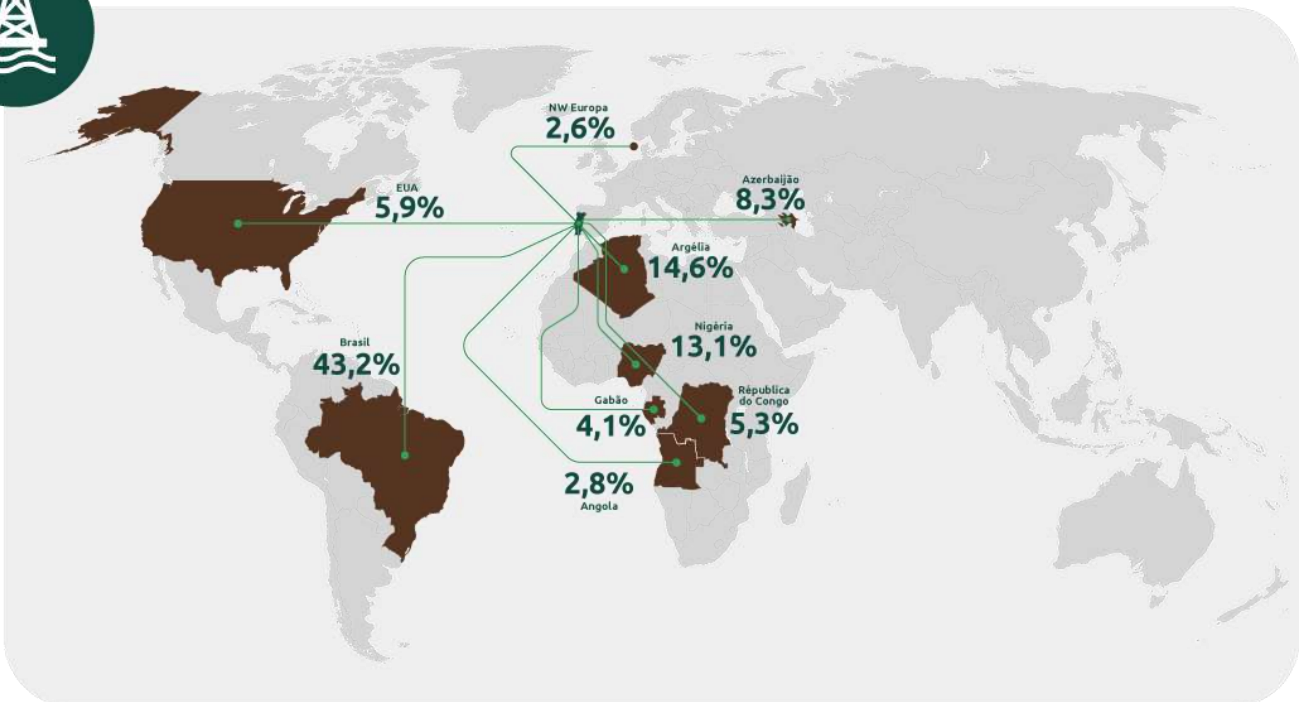 NW Europa
2,6%
Azerbaijão
8,3%
EUA
5,9%
Argélia
14,6%
Nigéria
13,1%
Brasil
43,2%
Républica
do Congo
5,3%
Gabão
4,1%
2,8%
Angola